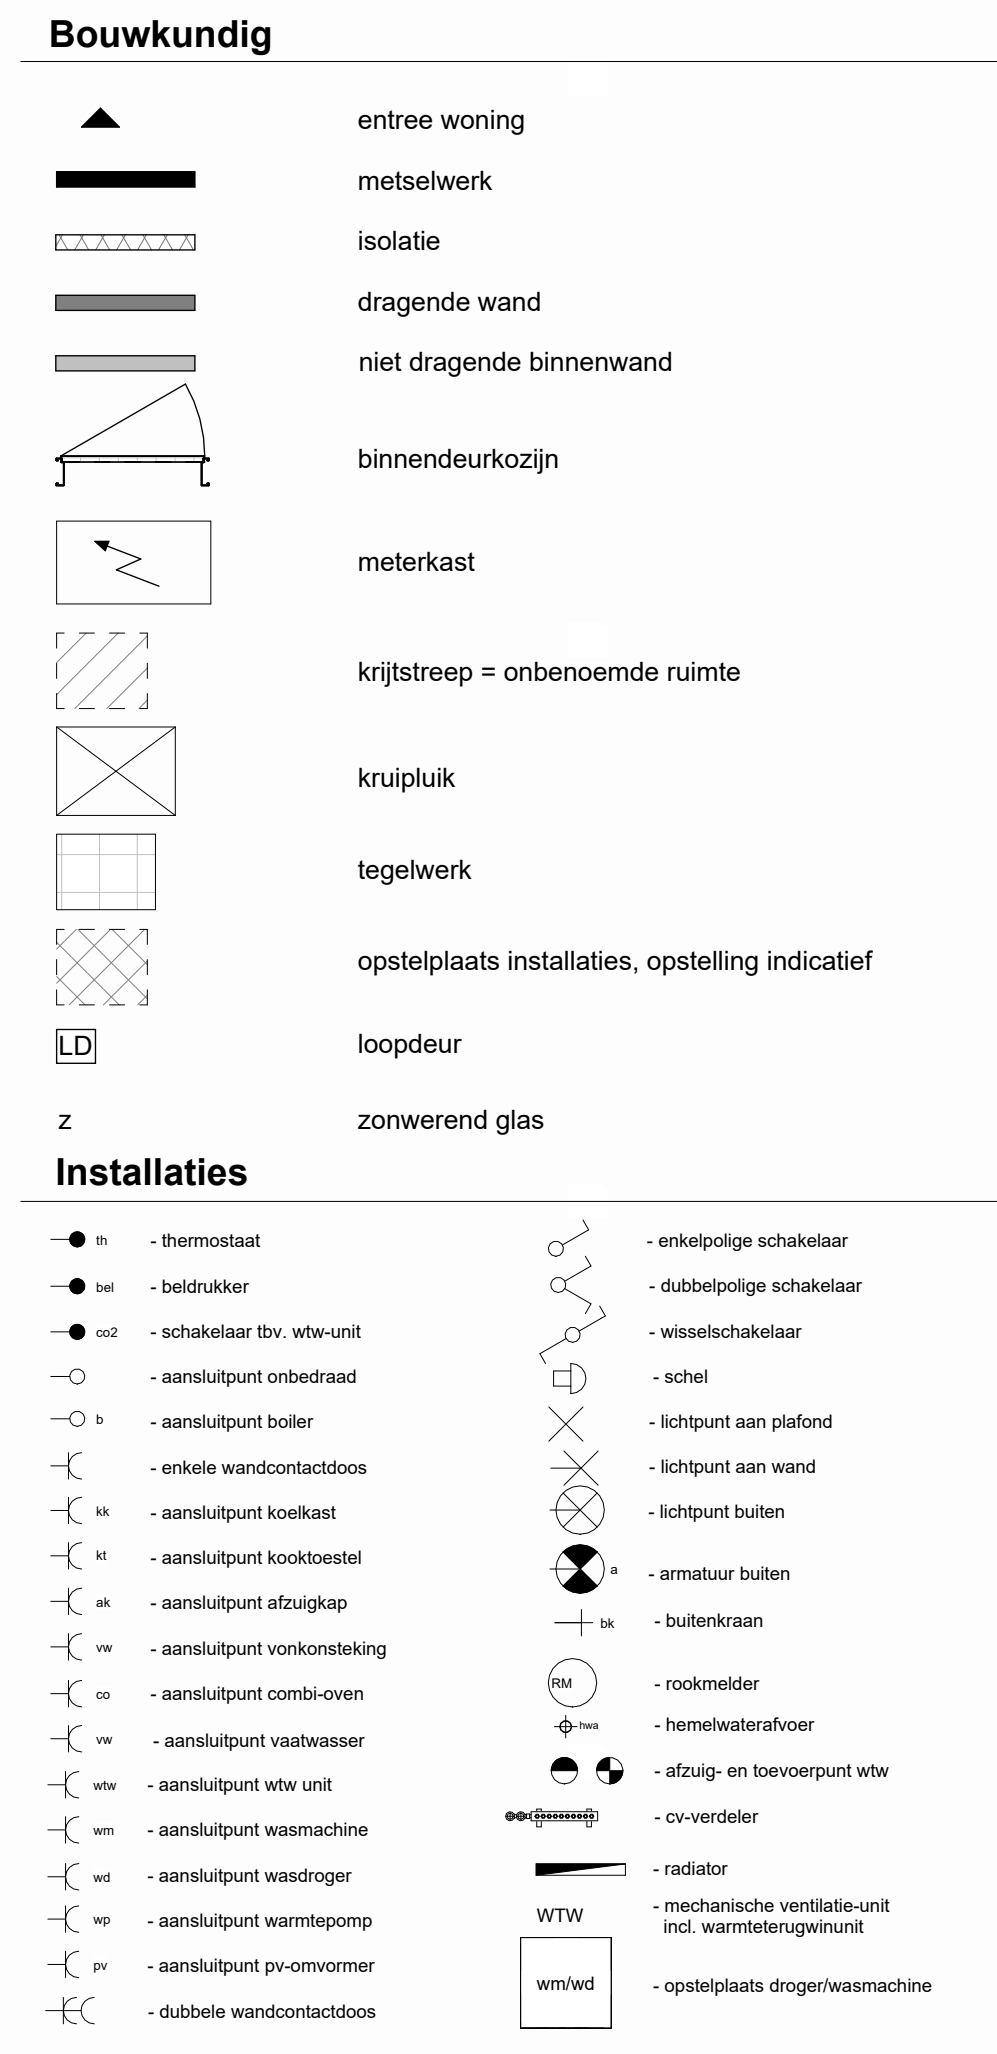 Bouwkundig
entree woning
metselwerk
isolatie
dragende wand
niet dragende binnenwand
binnendeurkozijn
meterkast
krijtstreep = onbenoemde ruimte
kruipluik
tegelwerk
opstelplaats installaties, opstelling indicatief
LD loopdeur
z zonwerend glas
Installaties
th - thermostaat
bel - beldrukker
co2 - schakelaar tbv. wtw-unit
- aansluitpunt onbedraad
b - aansluitpunt boiler
- enkele wandcontactdoos
kk - aansluitpunt koelkast
kt - aansluitpunt kooktoestel
ak - aansluitpunt afzuigkap
vw - aansluitpunt vonkonsteking
co - aansluitpunt combi-oven
vw - aansluitpunt vaatwasser
wtw - aansluitpunt wtw unit
wm - aansluitpunt wasmachine
wd - aansluitpunt wasdroger
wp - aansluitpunt warmtepomp
pv - aansluitpunt pv-omvormer
- dubbele wandcontactdoos
- enkelpolige schakelaar
- dubbelpolige schakelaar
- wisselschakelaar
- schel
- lichtpunt aan plafond
- lichtpunt aan wand
- lichtpunt buiten
a - armatuur buiten
bk - buitenkraan
RM - rookmelder
hwa - hemelwaterafvoer
- afzuig- en toevoerpunt wtw
- cv-verdeler
- radiator
WTW - mechanische ventilatie-unit
incl. warmteterugwinunit
wm/wd - opstelplaats droger/wasmachine